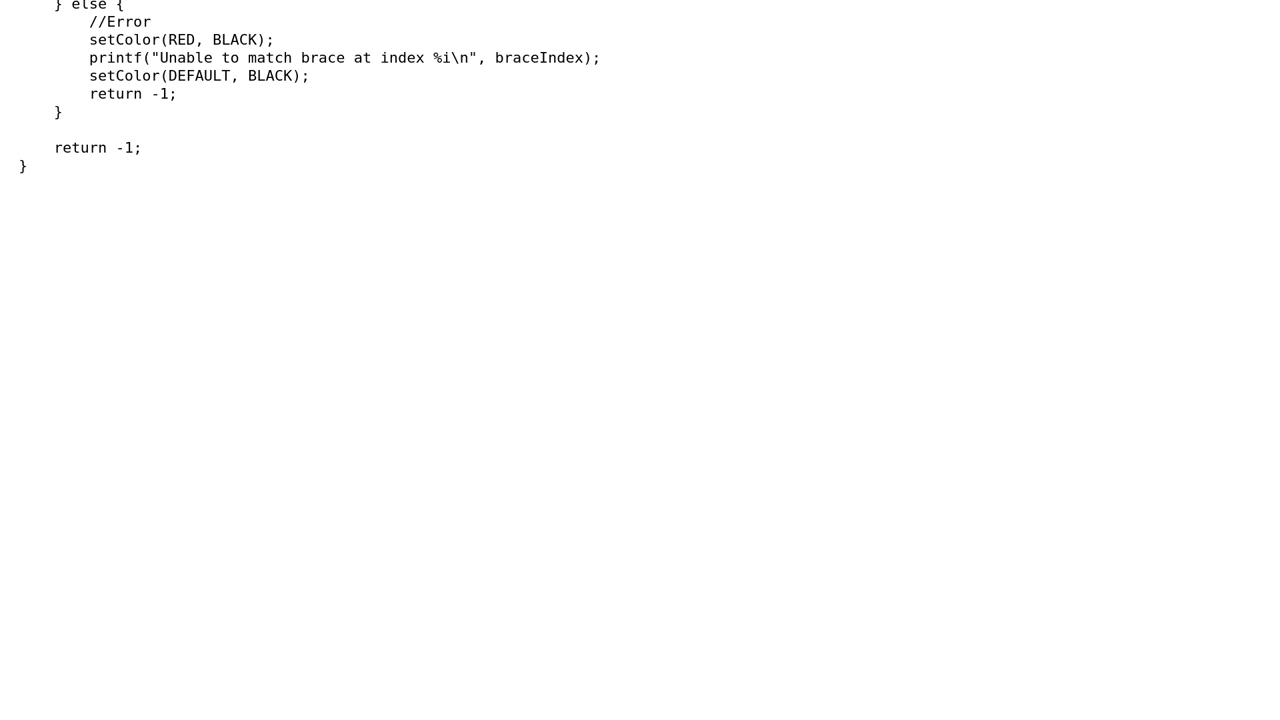 } else {
        //Error
        setColor(RED, BLACK);
        printf("Unable to match brace at index %i\n", braceIndex);
        setColor(DEFAULT, BLACK);
        return -1;
    }

    return -1;
}